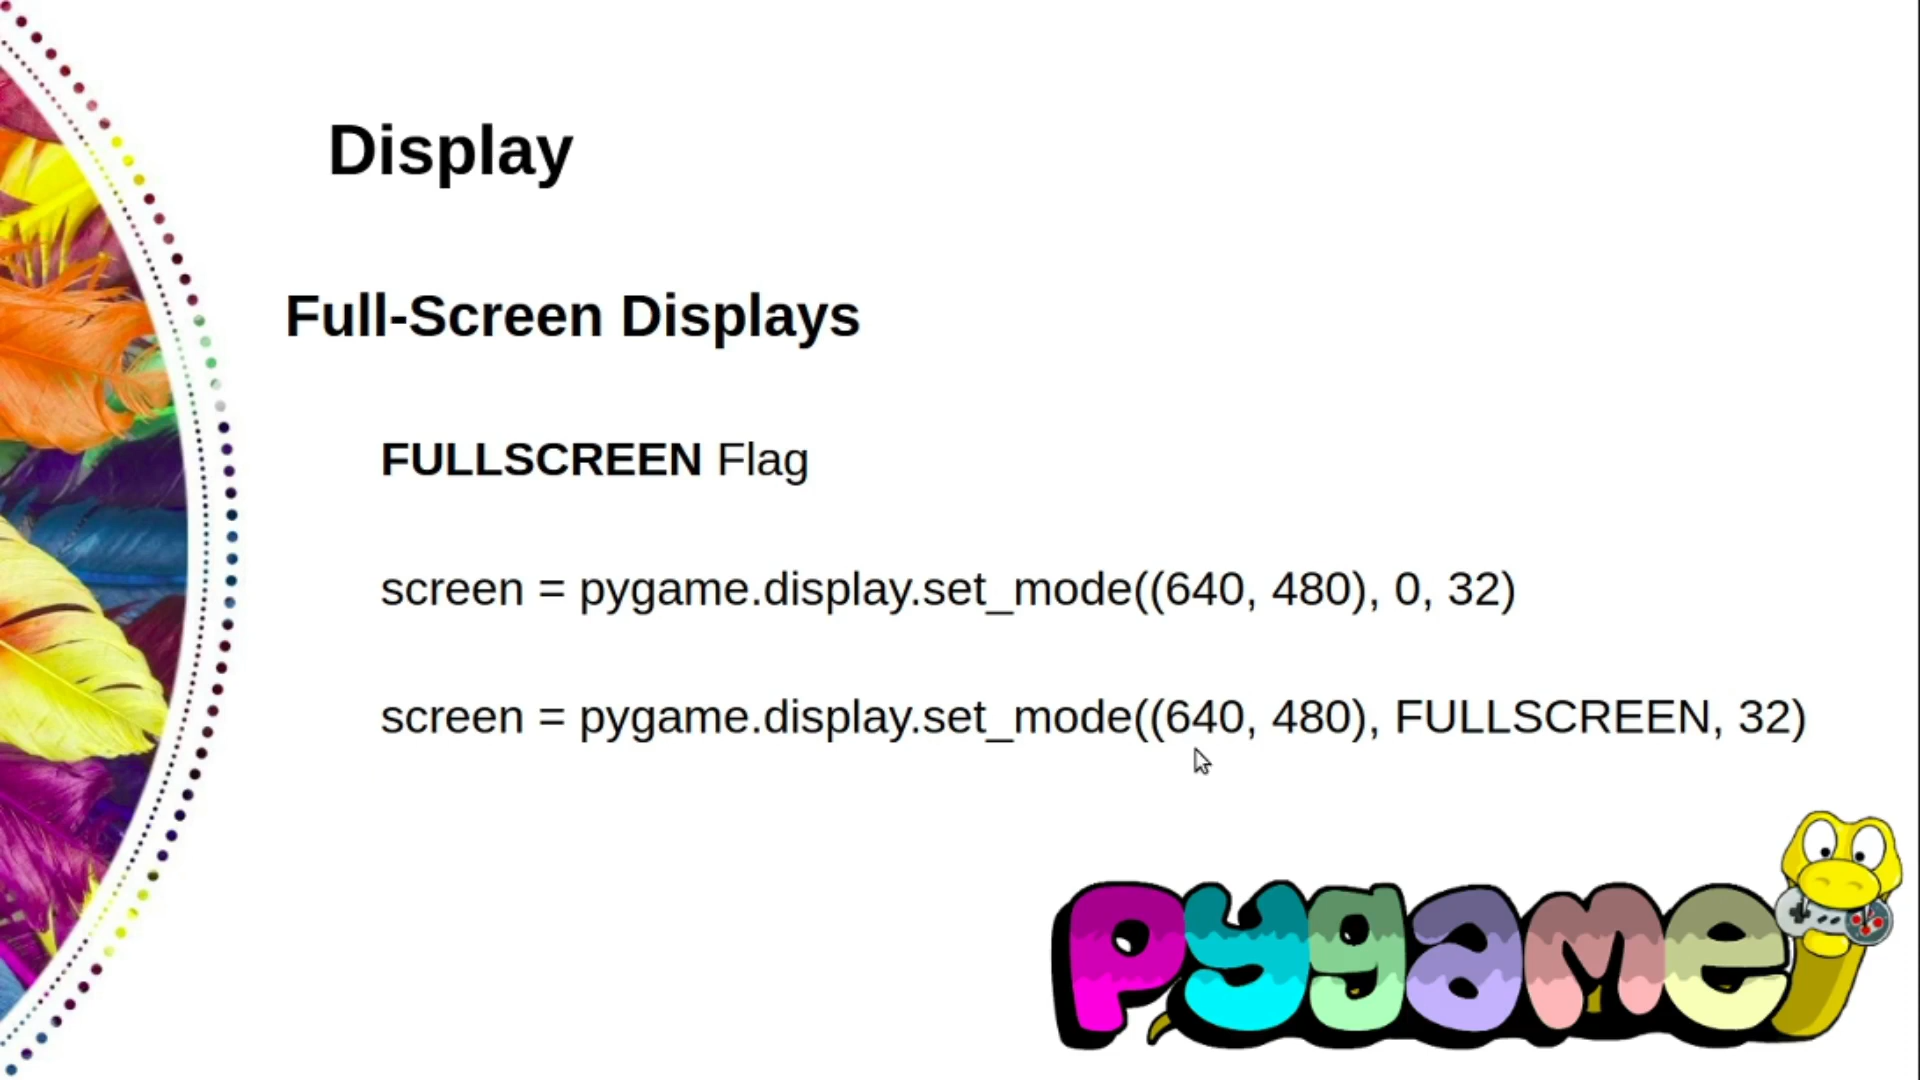 Display
Full-Screen Displays
FULLSCREEN Flag
screen = pygame.display.set_mode((640, 480), 0, 32)
screen = pygame.display.set_mode((640, 480), FULLSCREEN, 32)
pygame